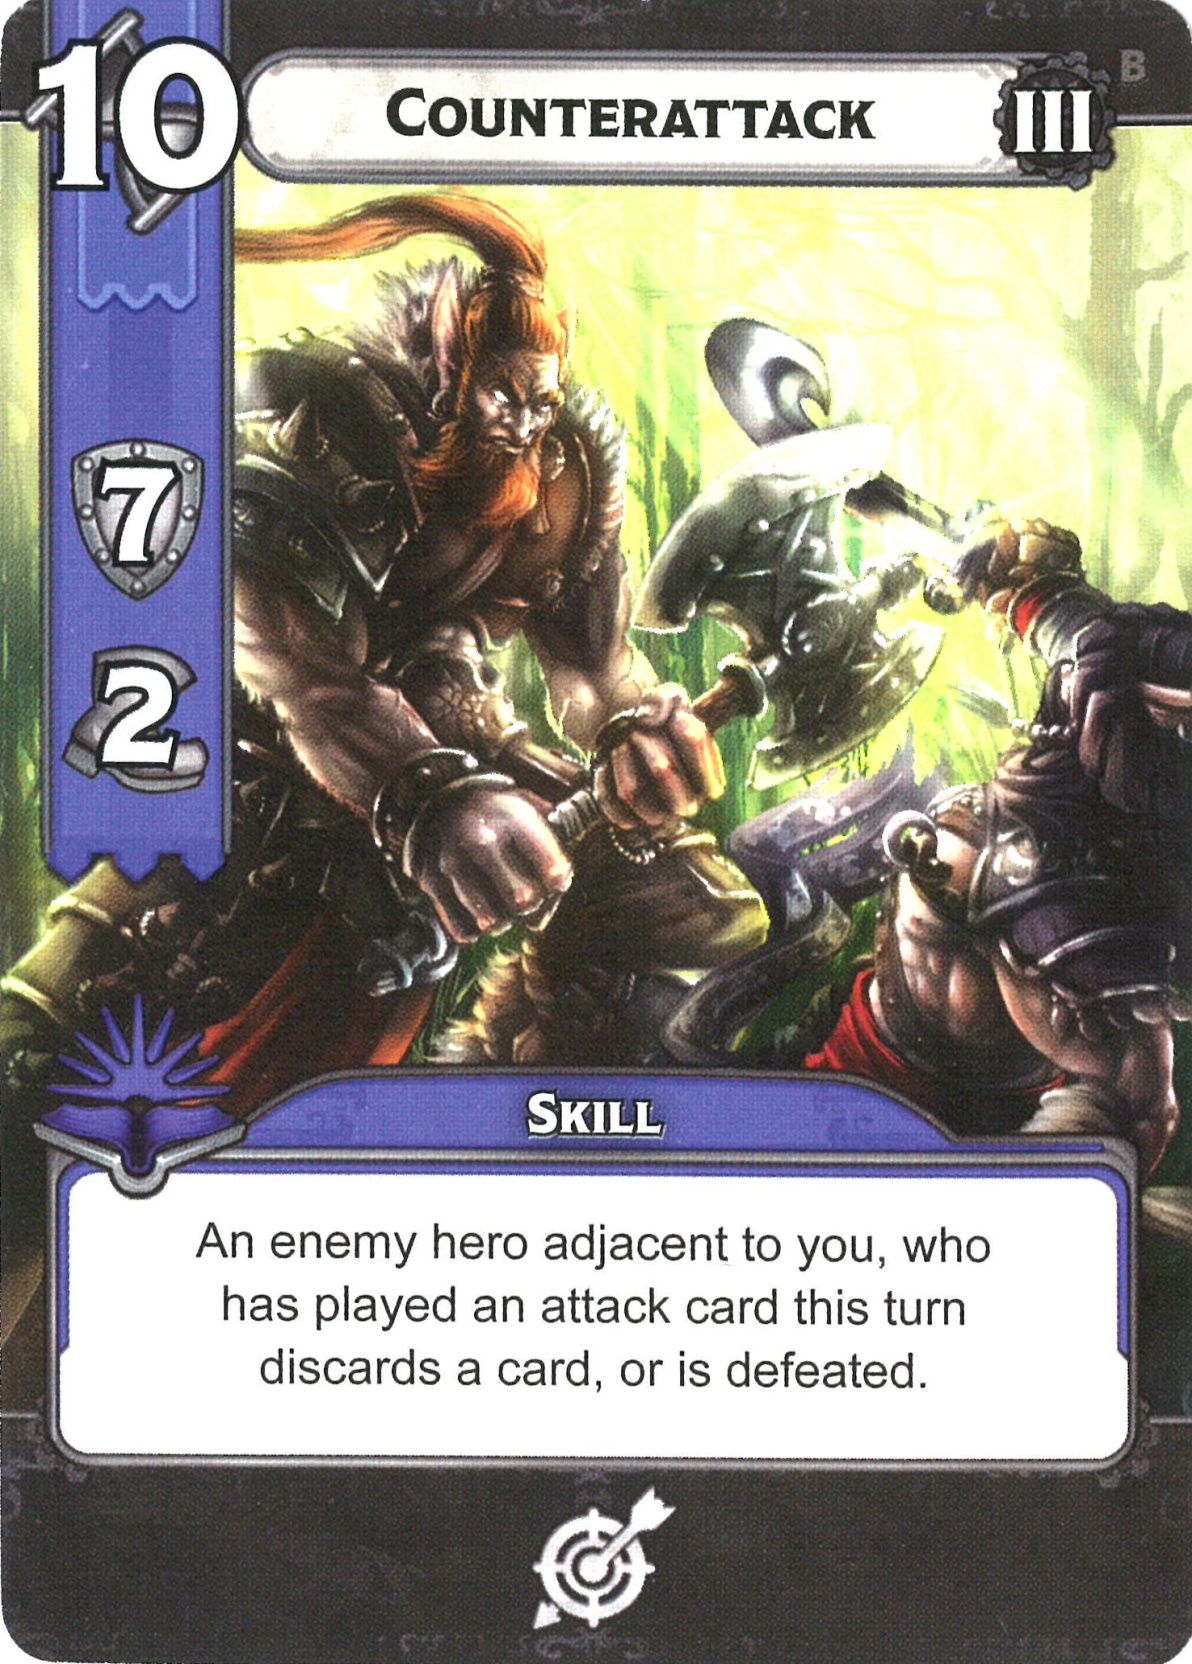 10
COUNTERATTACK
III
B
7
2
SKILL
An enemy hero adjacent to you, who
has played an attack card this turn
discards a card, or is defeated.